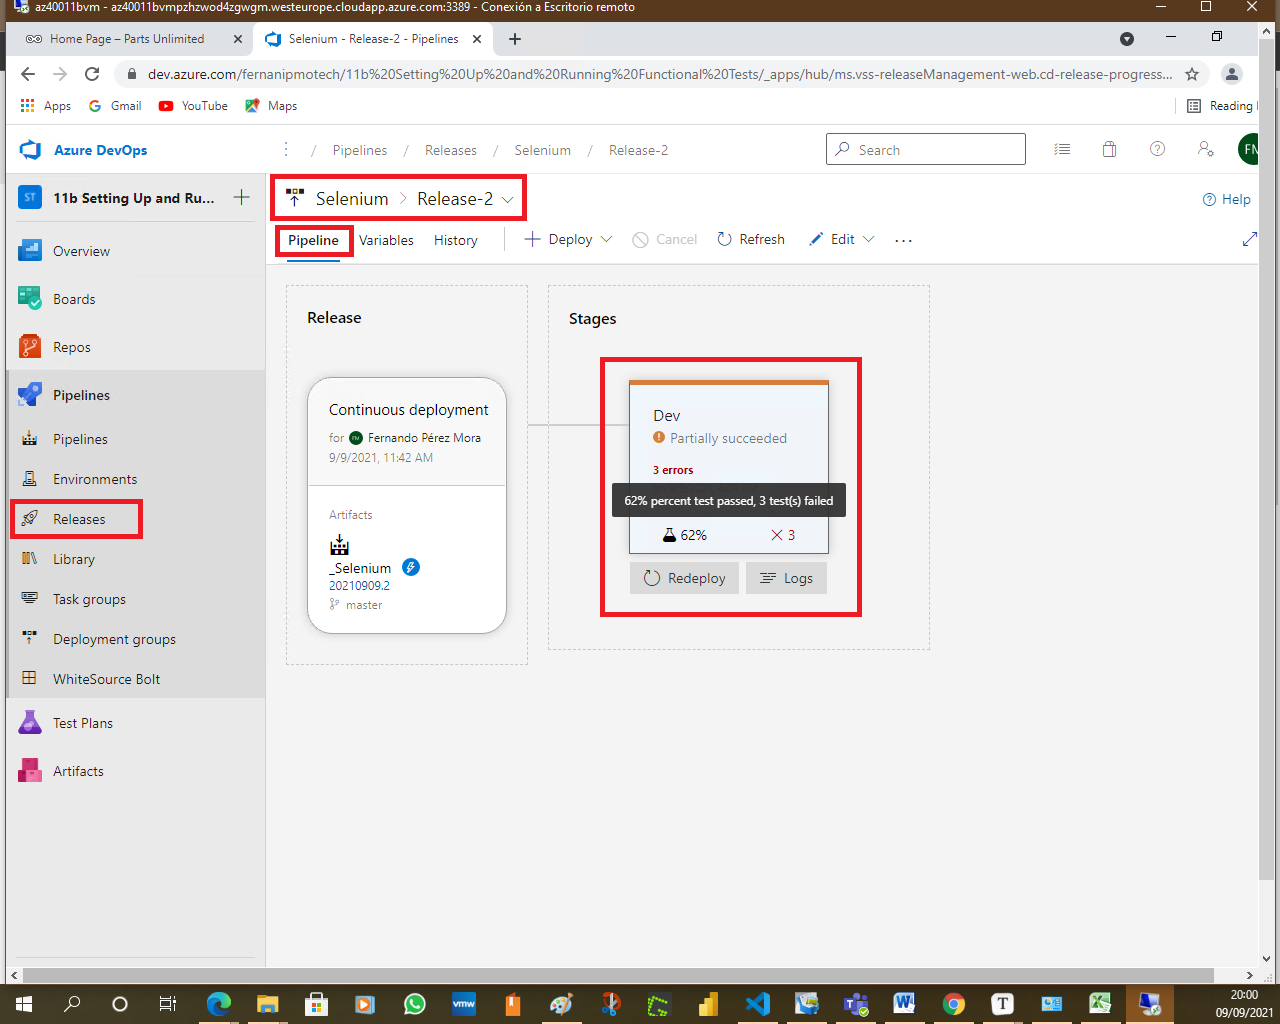 az40011bvm - az40011bvmpzhzwod4zgwgm.westeurope.cloudapp.azure.com:3389 - Conexión a Escritorio remoto
Home Page – Parts Unlimited
Selenium - Release-2 - Pipelines
dev.azure.com/fernanipmotech/11b%20Setting%20Up%20and%20Running%20Functional%20Tests/_apps/hub/ms.vss-releaseManagement-web.cd-release-progress...
Apps Gmail YouTube Maps Reading
Azure DevOps / Pipelines / Releases / Selenium / Release-2 Search FM
ST 11b Setting Up and Ru...
Selenium > Release-2
Help
Pipeline Variables History Deploy Cancel Refresh Edit ...
Overview
Boards
Repos
Pipelines
Pipelines
Environments
Releases
Library
Task groups
Deployment groups
WhiteSource Bolt
Test Plans
Artifacts
Release
Continuous deployment
for FM Fernando Pérez Mora
9/9/2021, 11:42 AM
Artifacts
_Selenium
20210909.2
master
Stages
Dev
Partially succeeded
3 errors
62% percent test passed, 3 test(s) failed
62% 3
Redeploy Logs
vmw
T
20:00
09/09/2021